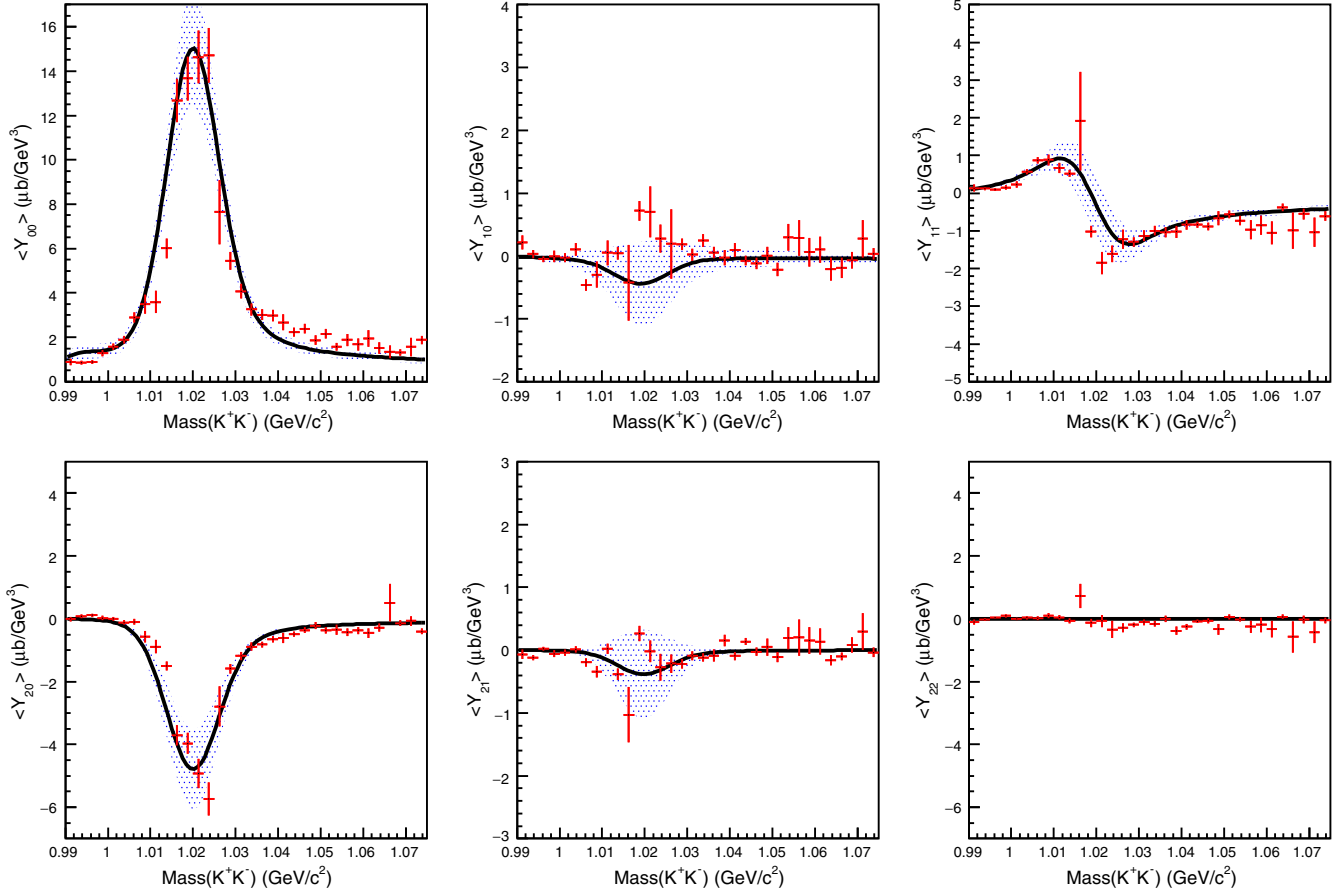 <Y₀₀> (μb/GeV³)
16
14
12
10
8
6
4
2
0
0.99 1 1.01 1.02 1.03 1.04 1.05 1.06 1.07
Mass(K⁺K⁻) (GeV/c²)
<Y₁₀> (μb/GeV³)
4
3
2
1
0
−1
−2
0.99 1 1.01 1.02 1.03 1.04 1.05 1.06 1.07
Mass(K⁺K⁻) (GeV/c²)
<Y₁₁> (μb/GeV³)
5
4
3
2
1
0
−1
−2
−3
−4
−5
0.99 1 1.01 1.02 1.03 1.04 1.05 1.06 1.07
Mass(K⁺K⁻) (GeV/c²)
<Y₂₀> (μb/GeV³)
4
2
0
−2
−4
−6
0.99 1 1.01 1.02 1.03 1.04 1.05 1.06 1.07
Mass(K⁺K⁻) (GeV/c²)
<Y₂₁> (μb/GeV³)
3
2
1
0
−1
−2
−3
0.99 1 1.01 1.02 1.03 1.04 1.05 1.06 1.07
Mass(K⁺K⁻) (GeV/c²)
<Y₂₂> (μb/GeV³)
4
2
0
−2
−4
−6
0.99 1 1.01 1.02 1.03 1.04 1.05 1.06 1.07
Mass(K⁺K⁻) (GeV/c²)